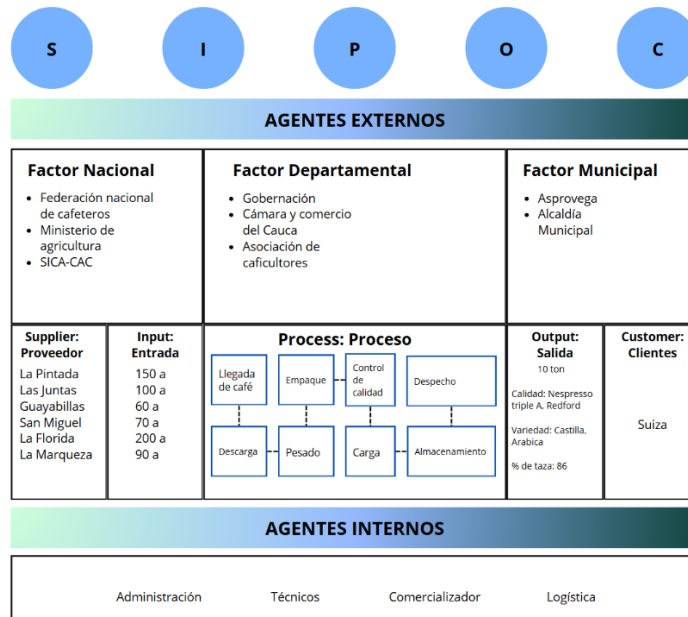 S I P O C
AGENTES EXTERNOS
Factor Nacional
Federación nacional
de cafeteros
Ministerio de
agricultura
SICA-CAC
Factor Departamental
Gobernación
Cámara y comercio
del Cauca
Asociación de
caficultores
Factor Municipal
Asprovega
Alcaldía
Municipal
Supplier:
Proveedor
La Pintada
Las Juntas
Guayabillas
San Miguel
La Florida
La Marqueza
Input:
Entrada
150 a
100 a
60 a
70 a
200 a
90 a
Process: Proceso
Llegada
de café
Empaque
Control
de
calidad
Despecho
Descarga
Pesado
Carga
Almacenamiento
Output:
Salida
10 ton
Calidad: Nespresso
triple A, Redford
Variedad: Castilla,
Arabica
% de taza: 86
Customer:
Clientes
Suiza
AGENTES INTERNOS
Administración Técnicos Comercializador Logística